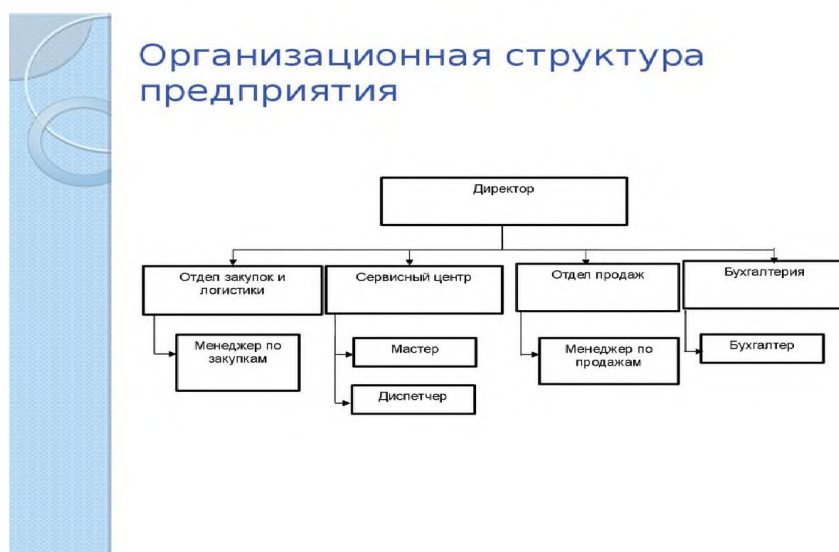 Организационная структура
предприятия
Директор
Отдел закупок и
логистики
Сервисный центр
Отдел продаж
Бухгалтерия
Менеджер по
закупкам
Мастер
Диспетчер
Менеджер по
продажам
Бухгалтер